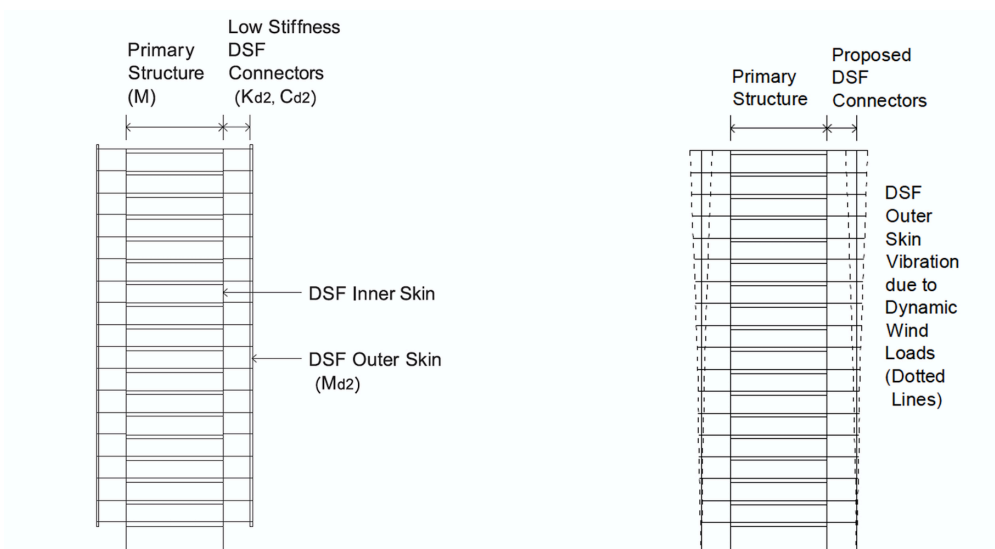 Primary
Structure
(M)
Low Stiffness
DSF
Connectors
(Kd2, Cd2)
DSF Inner Skin
DSF Outer Skin
(Md2)
Primary
Structure
Proposed
DSF
Connectors
DSF
Outer
Skin
Vibration
due to
Dynamic
Wind
Loads
(Dotted
Lines)